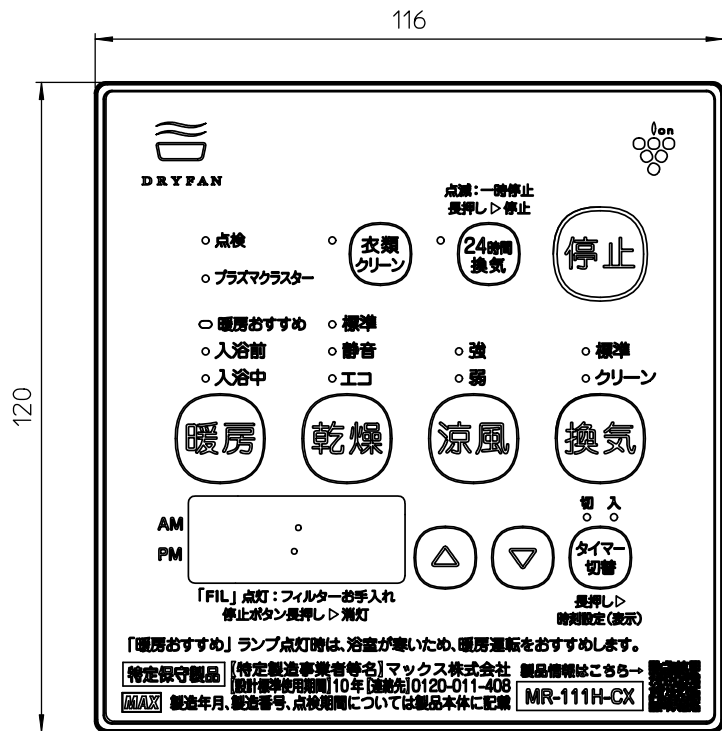 116
120
ion
DRYFAN
点滅:一時停止
長押し▷停止
点検
プラズマクラスター
衣類
クリーン
24時間
換気
停止
暖房おすすめ
入浴前
入浴中
標準
静音
エコ
強
弱
標準
クリーン
暖房
乾燥
涼風
換気
AM
PM
切 入
タイマー
切替
「FIL」点灯:フィルターお手入れ
停止ボタン長押し▷消灯
長押し▷
時刻設定(表示)
「暖房おすすめ」ランプ点灯時は、浴室が寒いため、暖房運転をおすすめします。
特定保守製品 【特定製造事業者等名】マックス株式会社 製品情報はこちら→
【設計標準使用期間】10年【連絡先】0120-011-408 MR-111H-CX
MAX 製造年月、製造番号、点検期間については製品本体に記載